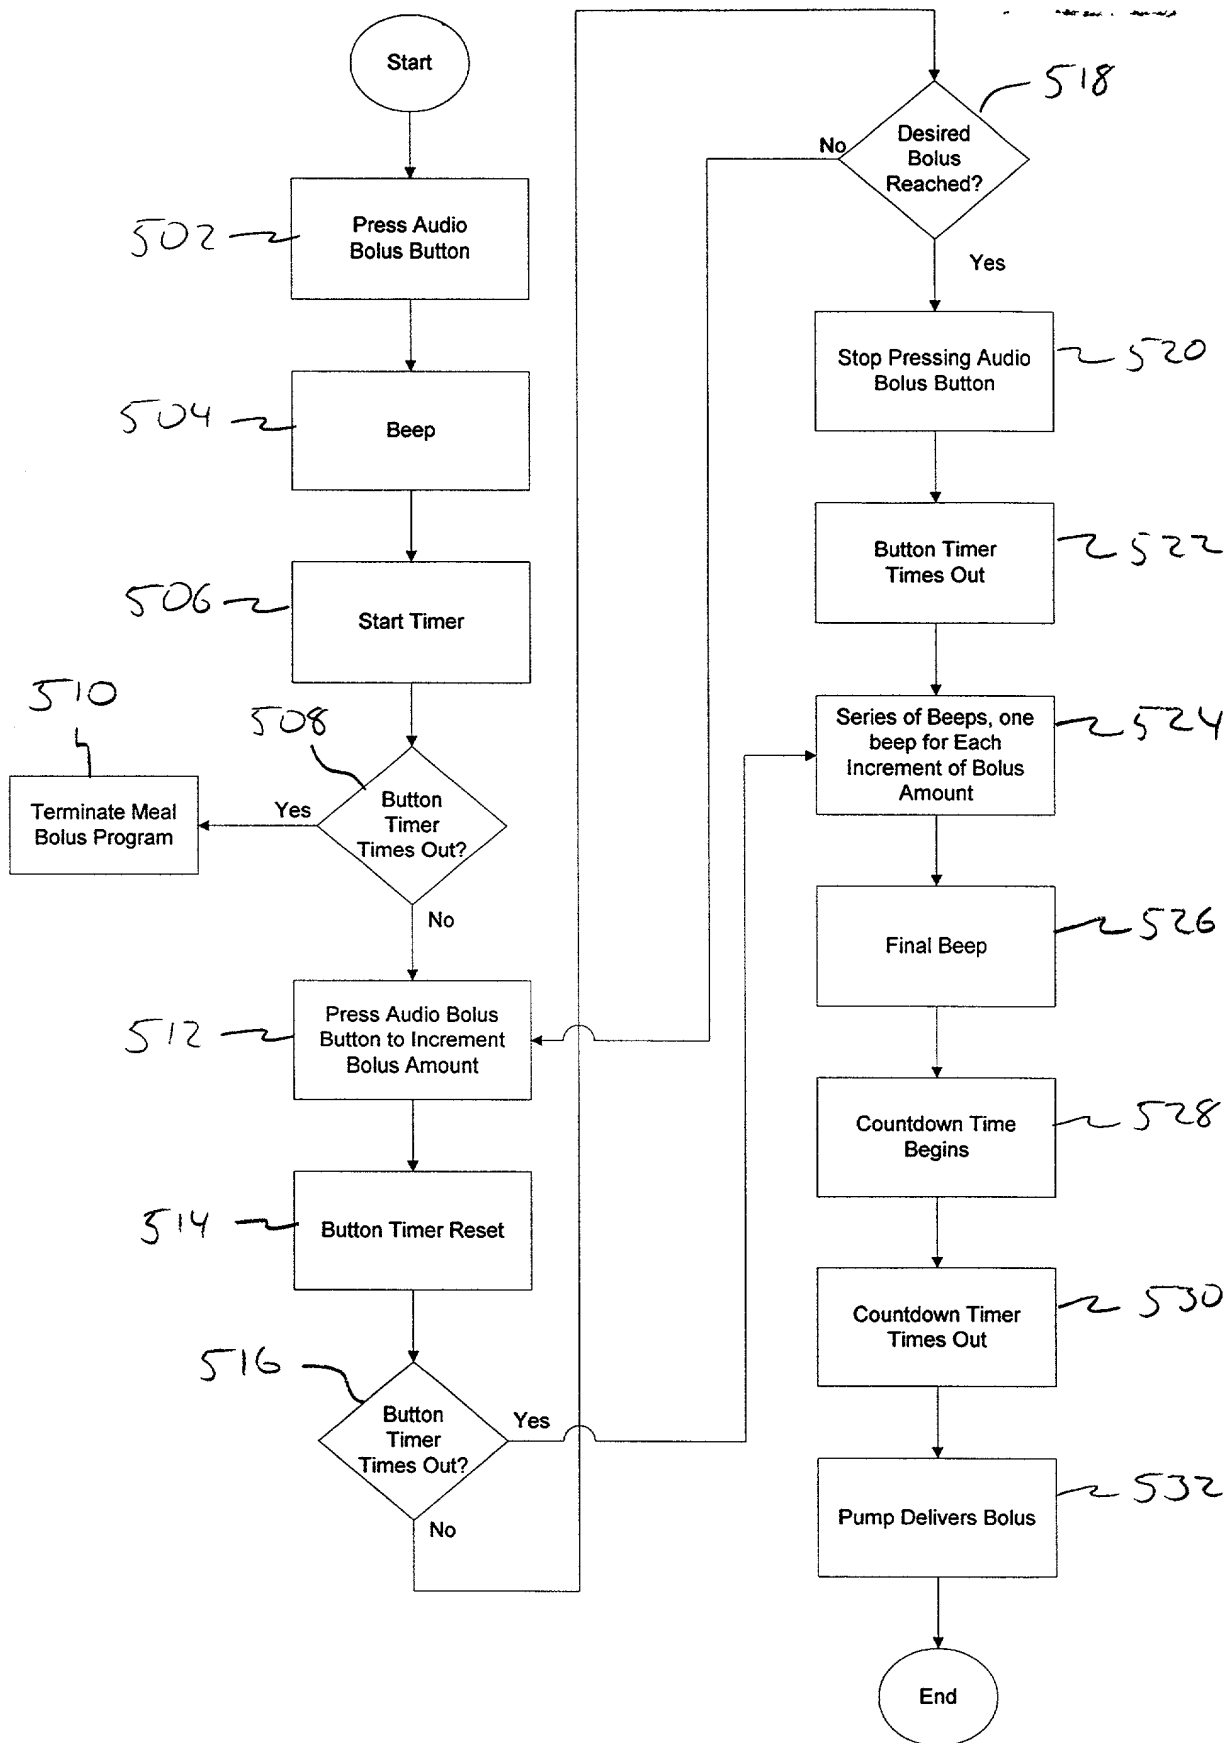 Start
502
Press Audio
Bolus Button
504
Beep
506
Start Timer
508
Button
Timer
Times Out?
Yes
510
Terminate Meal
Bolus Program
No
512
Press Audio Bolus
Button to Increment
Bolus Amount
514
Button Timer Reset
516
Button
Timer
Times Out?
Yes
No
518
Desired
Bolus
Reached?
No
Yes
520
Stop Pressing Audio
Bolus Button
522
Button Timer
Times Out
524
Series of Beeps, one
beep for Each
Increment of Bolus
Amount
526
Final Beep
528
Countdown Time
Begins
530
Countdown Timer
Times Out
532
Pump Delivers Bolus
End